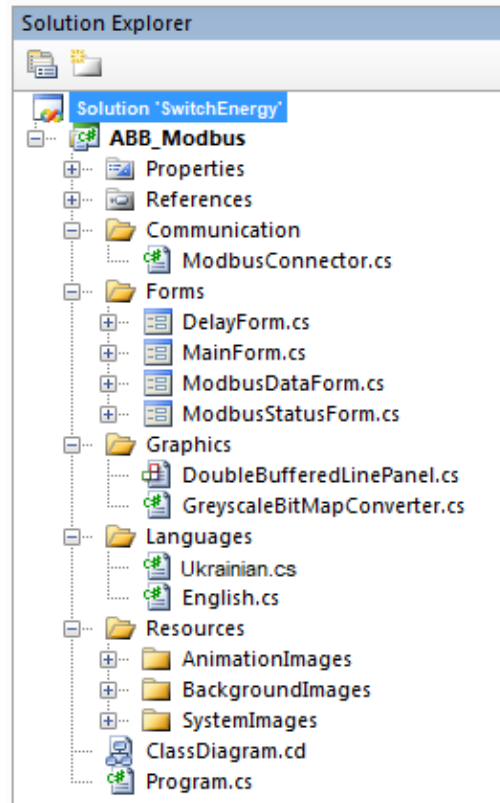 Solution Explorer
Solution 'SwitchEnergy'
ABB_Modbus
Properties
References
Communication
ModbusConnector.cs
Forms
DelayForm.cs
MainForm.cs
ModbusDataForm.cs
ModbusStatusForm.cs
Graphics
DoubleBufferedLinePanel.cs
GreyscaleBitMapConverter.cs
Languages
Ukrainian.cs
English.cs
Resources
AnimationImages
BackgroundImages
SystemImages
ClassDiagram.cd
Program.cs